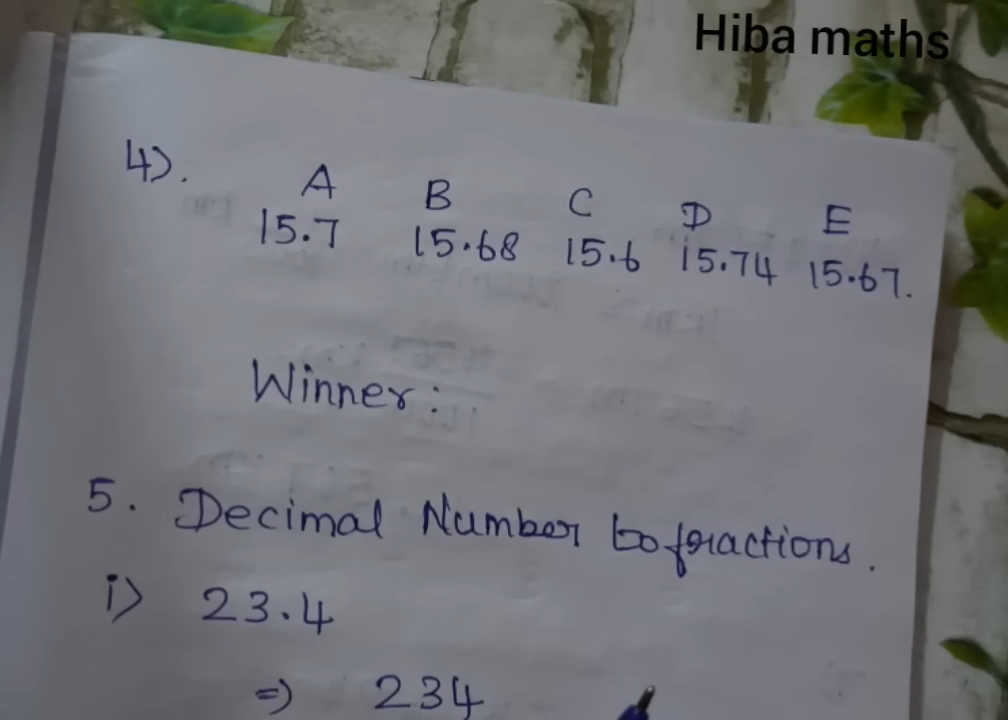 Hiba maths
4).
A B C D E
15.7 15.68 15.6 15.74 15.67.
Winner:
5. Decimal Number to fractions.
i) 23.4
⇒ 234